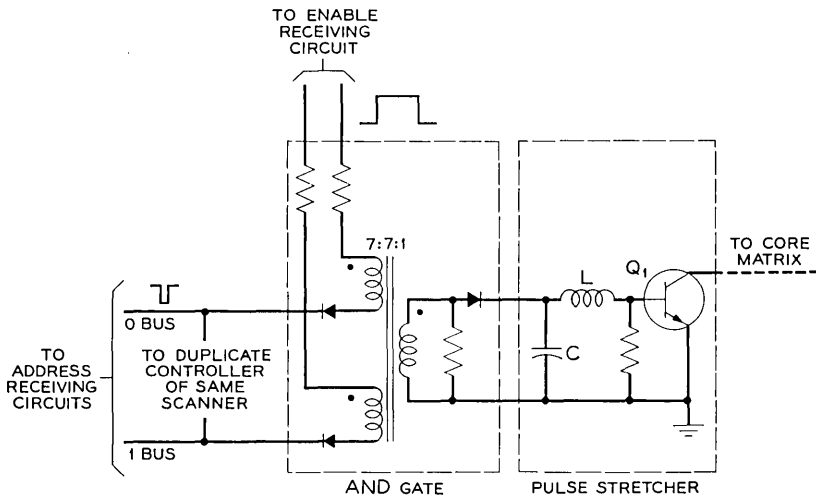 TO ENABLE
RECEIVING
CIRCUIT
7:7:1
L
Q1
TO CORE
MATRIX
0 BUS
TO
ADDRESS
RECEIVING
CIRCUITS
TO DUPLICATE
CONTROLLER
OF SAME
SCANNER
C
1 BUS
AND GATE
PULSE STRETCHER